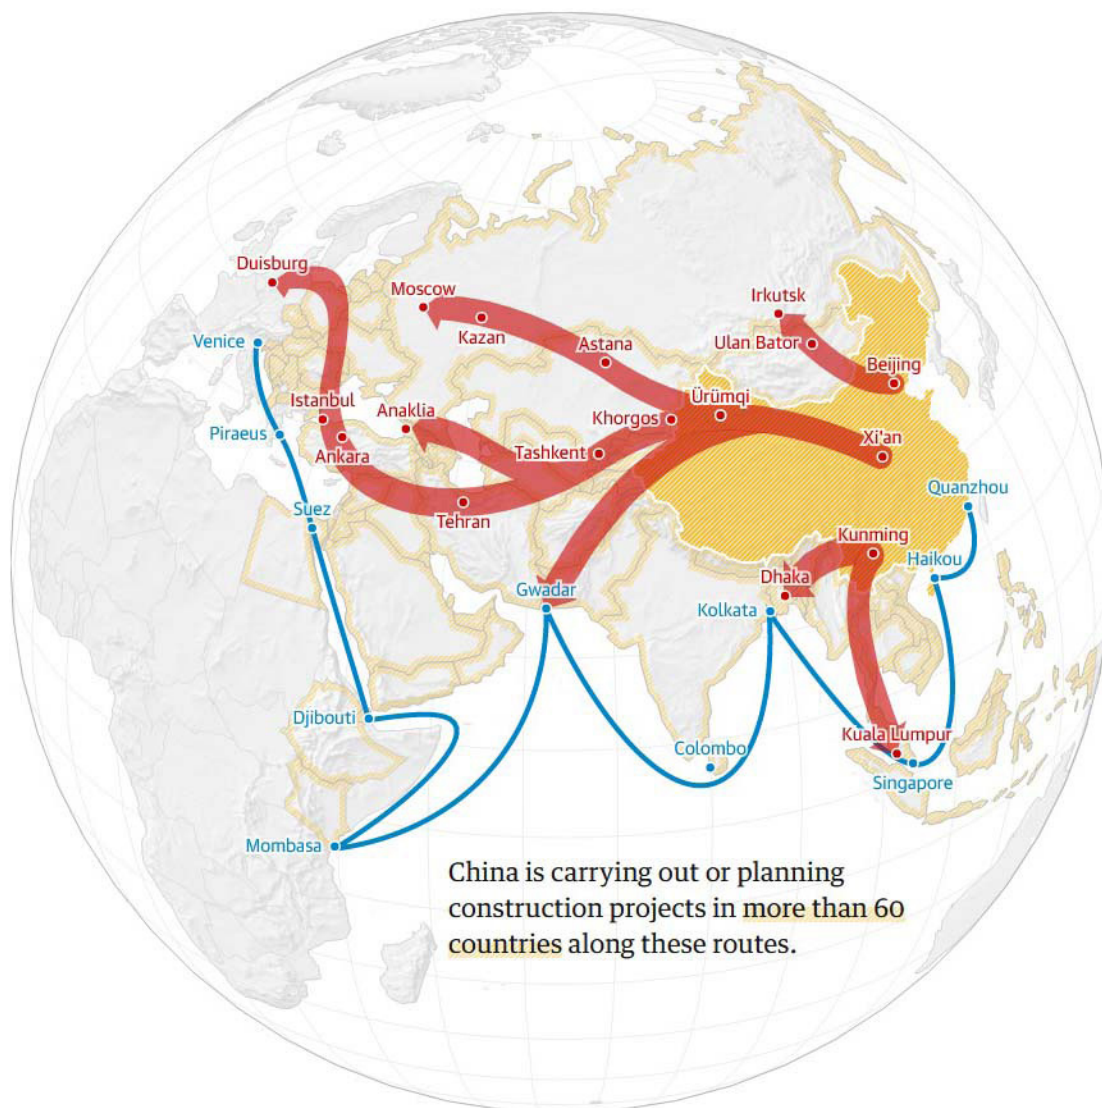 Duisburg
Moscow
Irkutsk
Kazan
Venice
Ulan Bator
Astana
Beijing
Ürümqi
Istanbul
Anaklia
Khorgos
Piraeus
Xi'an
Ankara
Tashkent
Quanzhou
Suez
Tehran
Kunming
Haikou
Dhaka
Gwadar
Kolkata
Djibouti
Kuala Lumpur
Colombo
Singapore
Mombasa
China is carrying out or planning
construction projects in more than 60
countries along these routes.